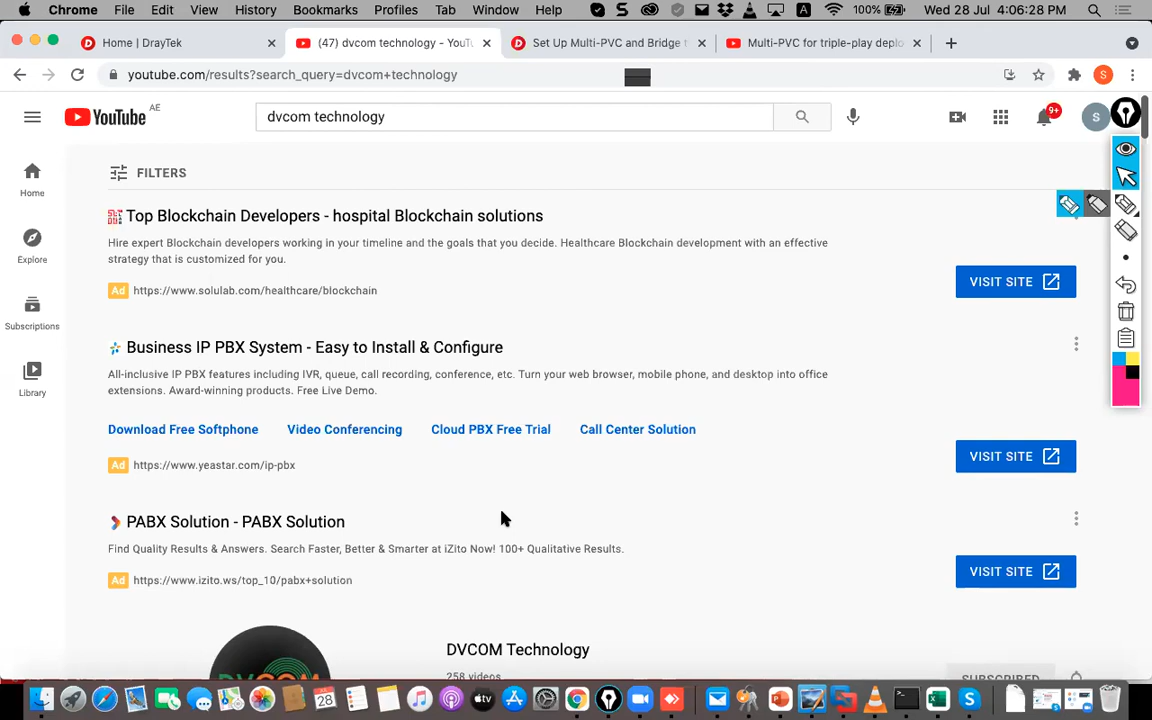 Chrome File Edit View History Bookmarks Profiles Tab Window Help A 100% Wed 28 Jul 4:06:28 PM
Home | DrayTek (47) dvcom technology - YouTu Set Up Multi-PVC and Bridge t Multi-PVC for triple-play deplo
youtube.com/results?search_query=dvcom+technology S
YouTube AE dvcom technology 9+ S
FILTERS
Home
Explore
Subscriptions
Library
Top Blockchain Developers - hospital Blockchain solutions
Hire expert Blockchain developers working in your timeline and the goals that you decide. Healthcare Blockchain development with an effective
strategy that is customized for you.
Ad https://www.solulab.com/healthcare/blockchain
VISIT SITE
Business IP PBX System - Easy to Install & Configure
All-inclusive IP PBX features including IVR, queue, call recording, conference, etc. Turn your web browser, mobile phone, and desktop into office
extensions. Award-winning products. Free Live Demo.
Download Free Softphone Video Conferencing Cloud PBX Free Trial Call Center Solution
Ad https://www.yeastar.com/ip-pbx
VISIT SITE
PABX Solution - PABX Solution
Find Quality Results & Answers. Search Faster, Better & Smarter at iZito Now! 100+ Qualitative Results.
Ad https://www.izito.ws/top_10/pabx+solution
VISIT SITE
DVCOM
DVCOM Technology
258 videos
SUBSCRIBED
28
tv